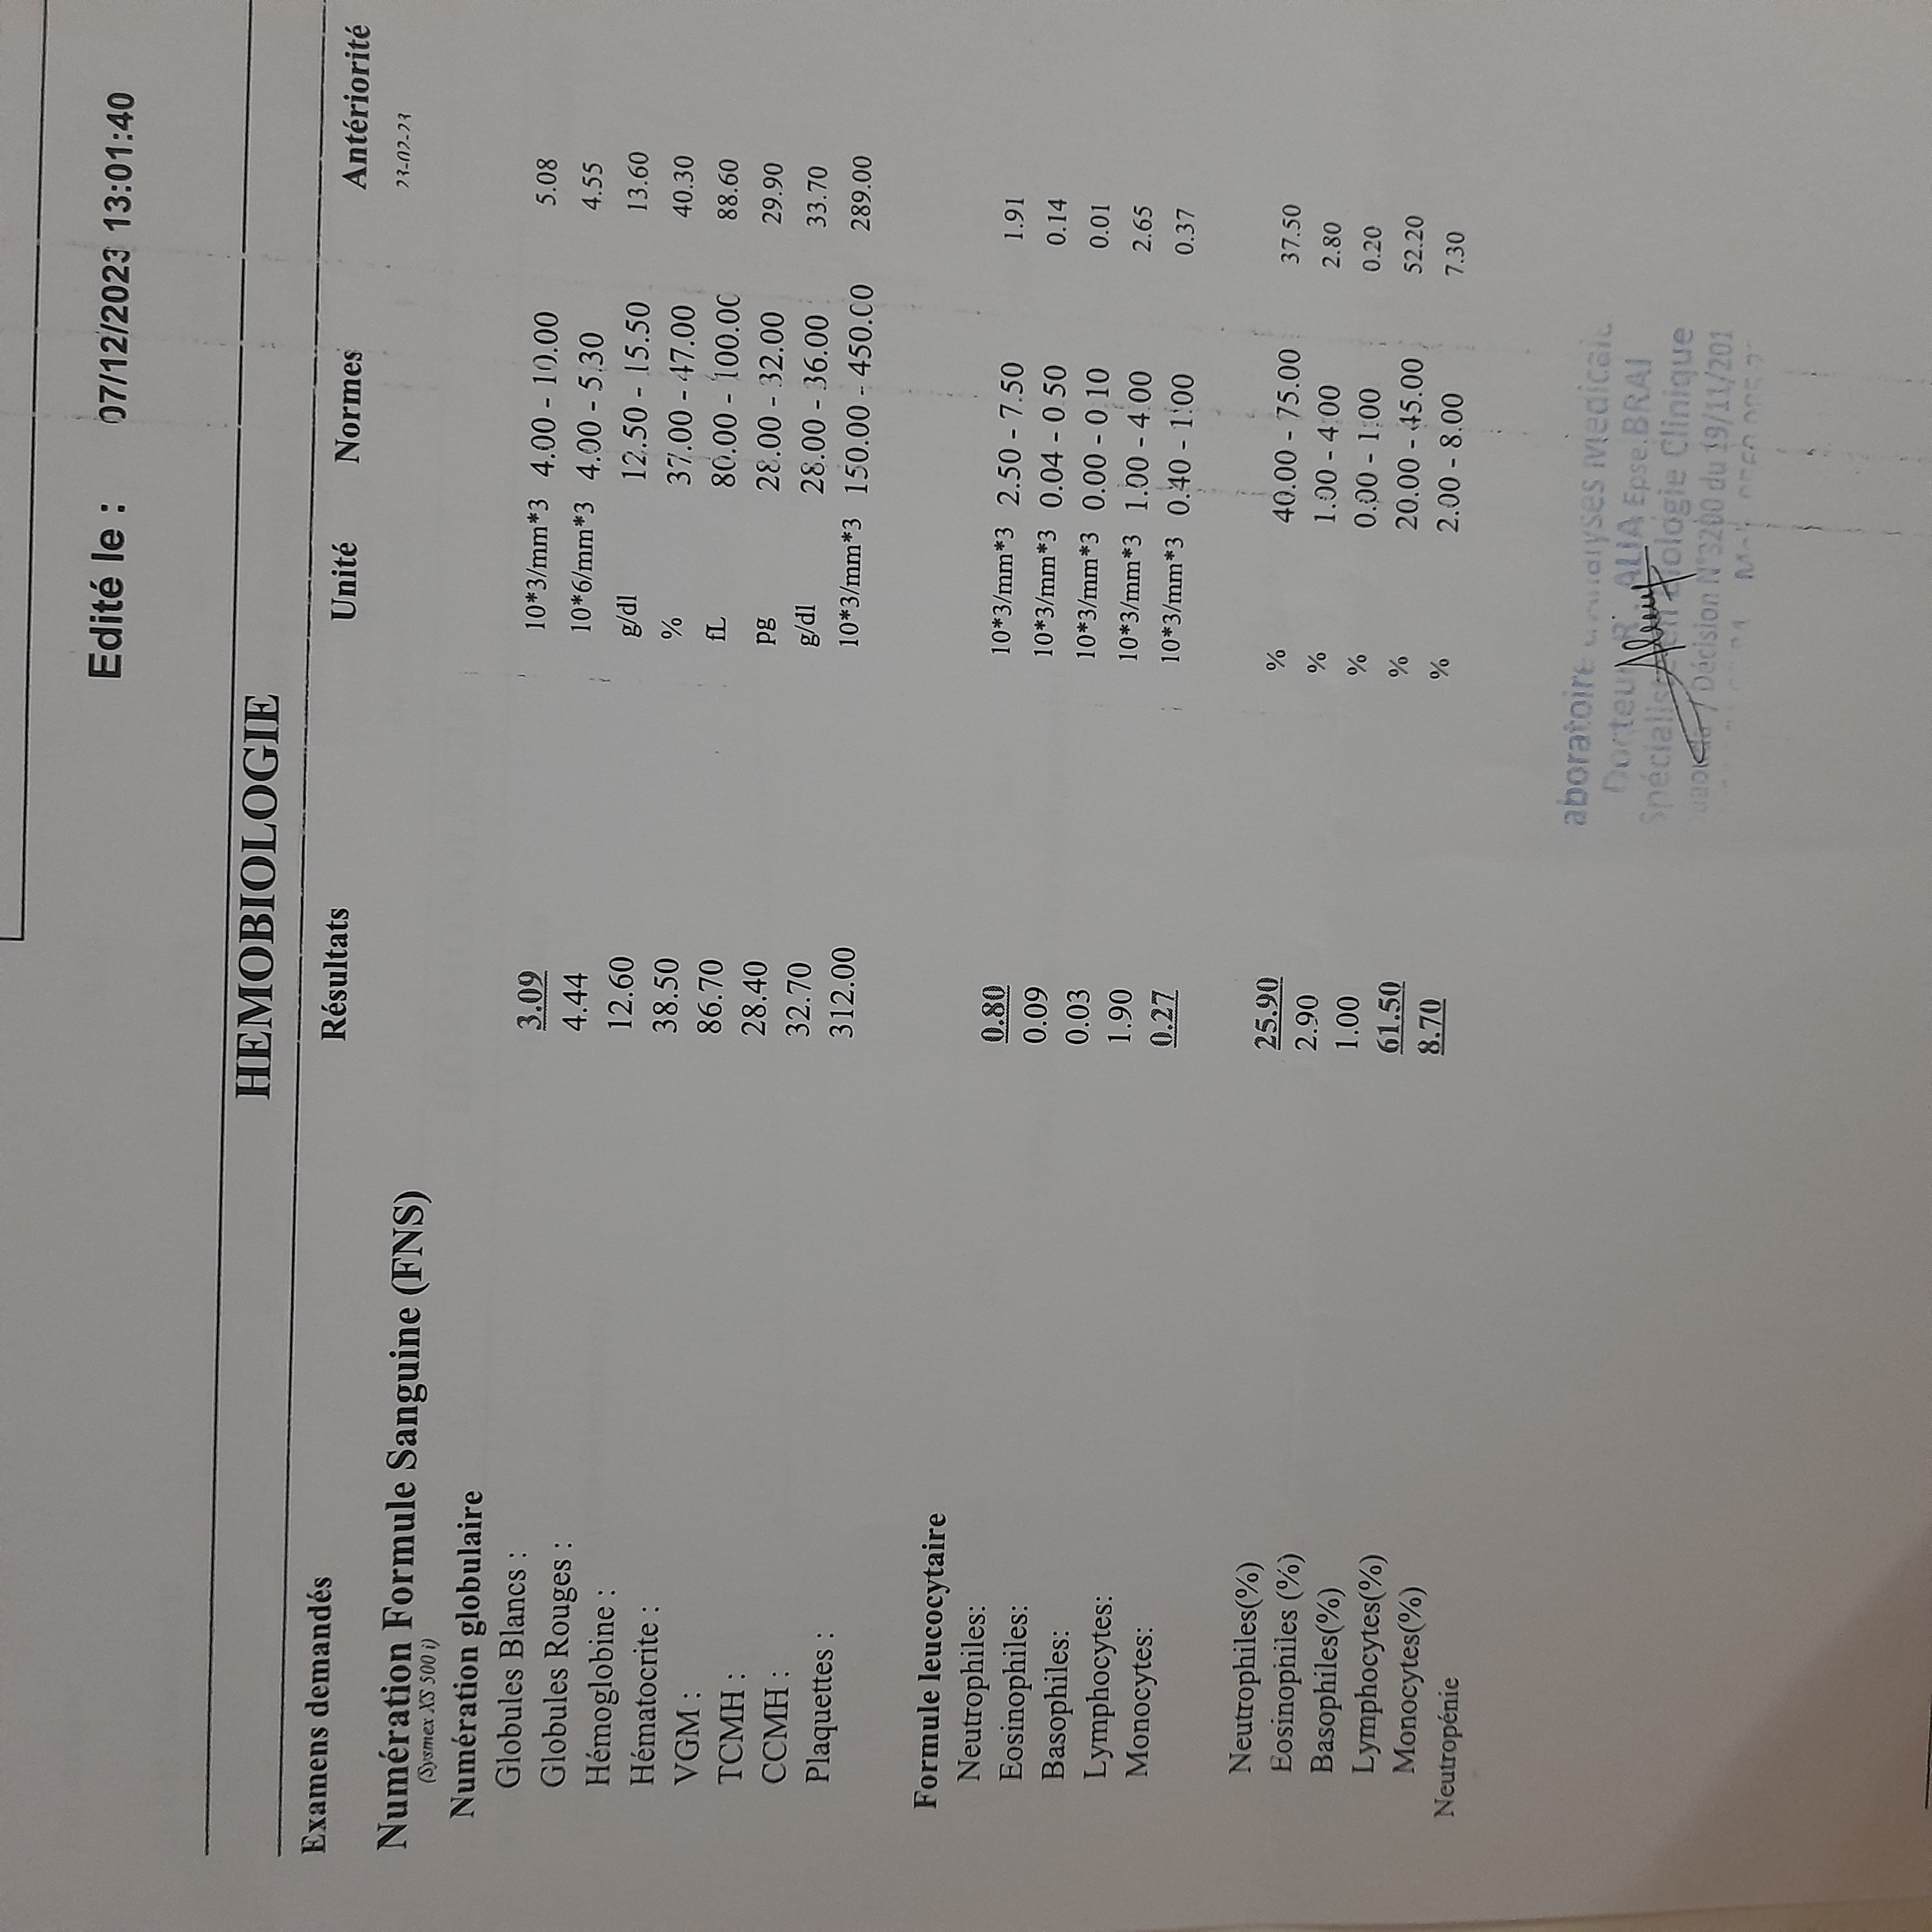 Edité le : 07/12/2023 13:01:40
HEMOBIOLOGIE
Examens demandés Résultats Unité Normes Antériorité
23-02-23
Numération Formule Sanguine (FNS)
(Sysmex XS 500 i)
Numération globulaire
Globules Blancs : 3.09 10*3/mm*3 4.00 - 10.00 5.08
Globules Rouges : 4.44 10*6/mm*3 4.00 - 5.30 4.55
Hémoglobine : 12.60 g/dl 12.50 - 15.50 13.60
Hématocrite : 38.50 % 37.00 - 47.00 40.30
VGM : 86.70 fL 80.00 - 100.00 88.60
TCMH : 28.40 pg 28.00 - 32.00 29.90
CCMH : 32.70 g/dl 28.00 - 36.00 33.70
Plaquettes : 312.00 10*3/mm*3 150.00 - 450.00 289.00
Formule leucocytaire
Neutrophiles: 0.80 10*3/mm*3 2.50 - 7.50 1.91
Eosinophiles: 0.09 10*3/mm*3 0.04 - 0 50 0.14
Basophiles: 0.03 10*3/mm*3 0.00 - 0 10 0.01
Lymphocytes: 1.90 10*3/mm*3 1.00 - 4 00 2.65
Monocytes: 0.27 10*3/mm*3 0.40 - 1.00 0.37
Neutrophiles(%) 25.90 % 40.00 - 75.00 37.50
Eosinophiles (%) 2.90 % 1.00 - 4 00 2.80
Basophiles(%) 1.00 % 0.00 - 1.00 0.20
Lymphocytes(%) 61.50 % 20.00 - 45.00 52.20
Monocytes(%) 8.70 % 2.00 - 8.00 7.30
Neutropénie
aboratoire d'Analyses Medicale
Docteur R. ALIA Epse.BRAI
Spécialiste en Biologie Clinique
/ Décision N°3200 du 19/11/201